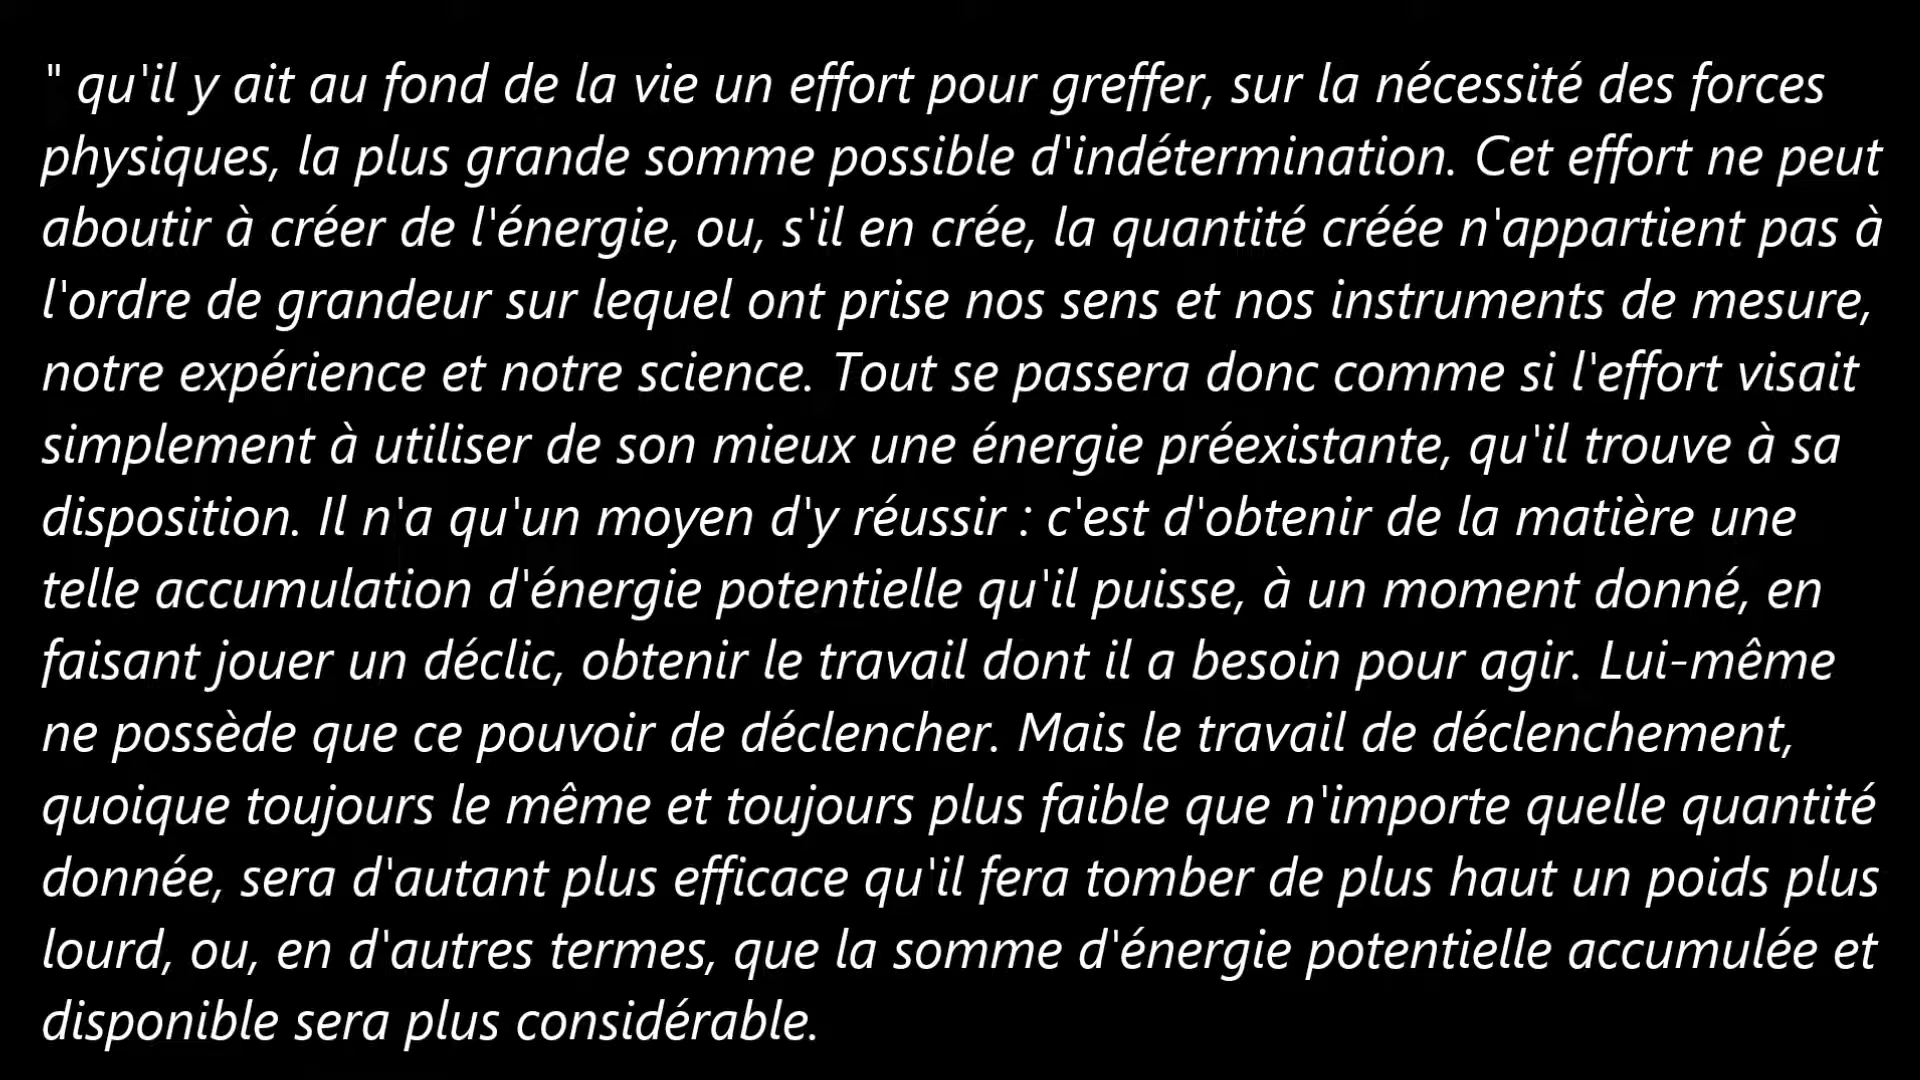 " qu'il y ait au fond de la vie un effort pour greffer, sur la nécessité des forces
physiques, la plus grande somme possible d'indétermination. Cet effort ne peut
aboutir à créer de l'énergie, ou, s'il en crée, la quantité créée n'appartient pas à
l'ordre de grandeur sur lequel ont prise nos sens et nos instruments de mesure,
notre expérience et notre science. Tout se passera donc comme si l'effort visait
simplement à utiliser de son mieux une énergie préexistante, qu'il trouve à sa
disposition. Il n'a qu'un moyen d'y réussir : c'est d'obtenir de la matière une
telle accumulation d'énergie potentielle qu'il puisse, à un moment donné, en
faisant jouer un déclic, obtenir le travail dont il a besoin pour agir. Lui-même
ne possède que ce pouvoir de déclencher. Mais le travail de déclenchement,
quoique toujours le même et toujours plus faible que n'importe quelle quantité
donnée, sera d'autant plus efficace qu'il fera tomber de plus haut un poids plus
lourd, ou, en d'autres termes, que la somme d'énergie potentielle accumulée et
disponible sera plus considérable.